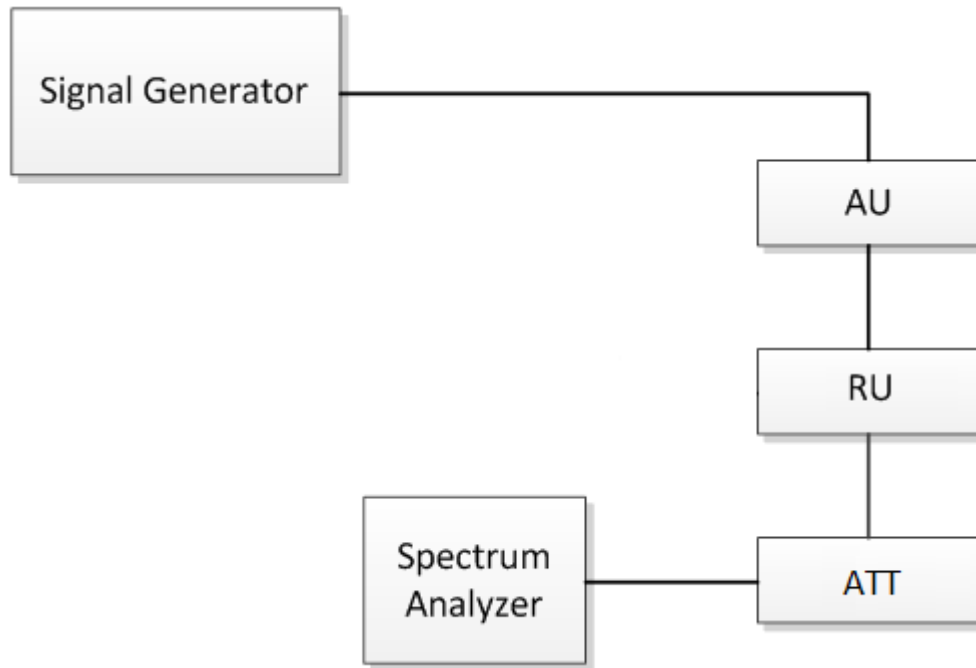 Signal Generator
AU
RU
Spectrum
Analyzer
ATT